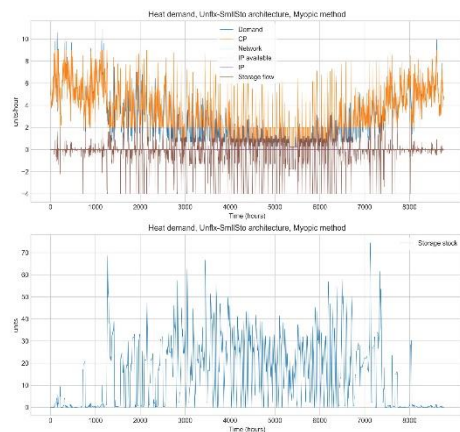 Heat demand, Unflx-SmllSto architecture, Myopic method
Demand
CP
Network
IP available
IP
Storage flow
units/hour
10
8
6
4
2
0
−2
−4
0 1000 2000 3000 4000 5000 6000 7000 8000
Time (hours)
Heat demand, Unflx-SmllSto architecture, Myopic method
Storage stock
units
70
60
50
40
30
20
10
0
0 1000 2000 3000 4000 5000 6000 7000 8000
Time (hours)